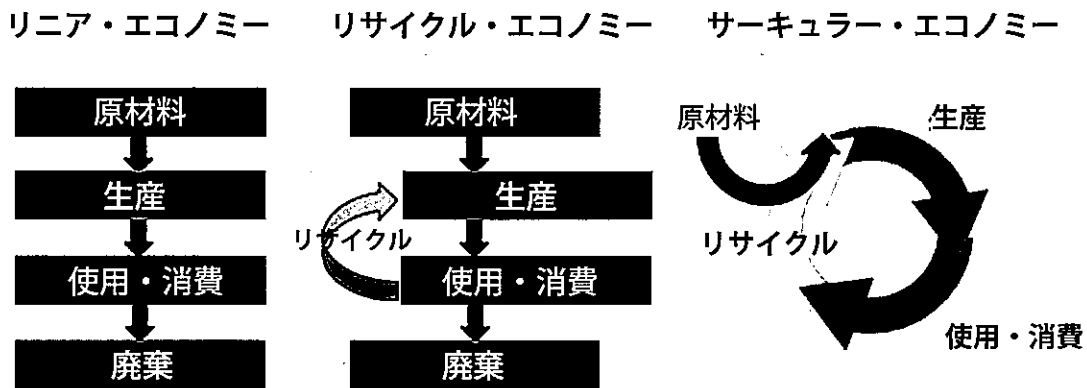 リニア・エコノミー
原材料
生産
使用・消費
廃棄
リサイクル・エコノミー
原材料
生産
リサイクル
使用・消費
廃棄
サーキュラー・エコノミー
原材料
生産
リサイクル
使用・消費